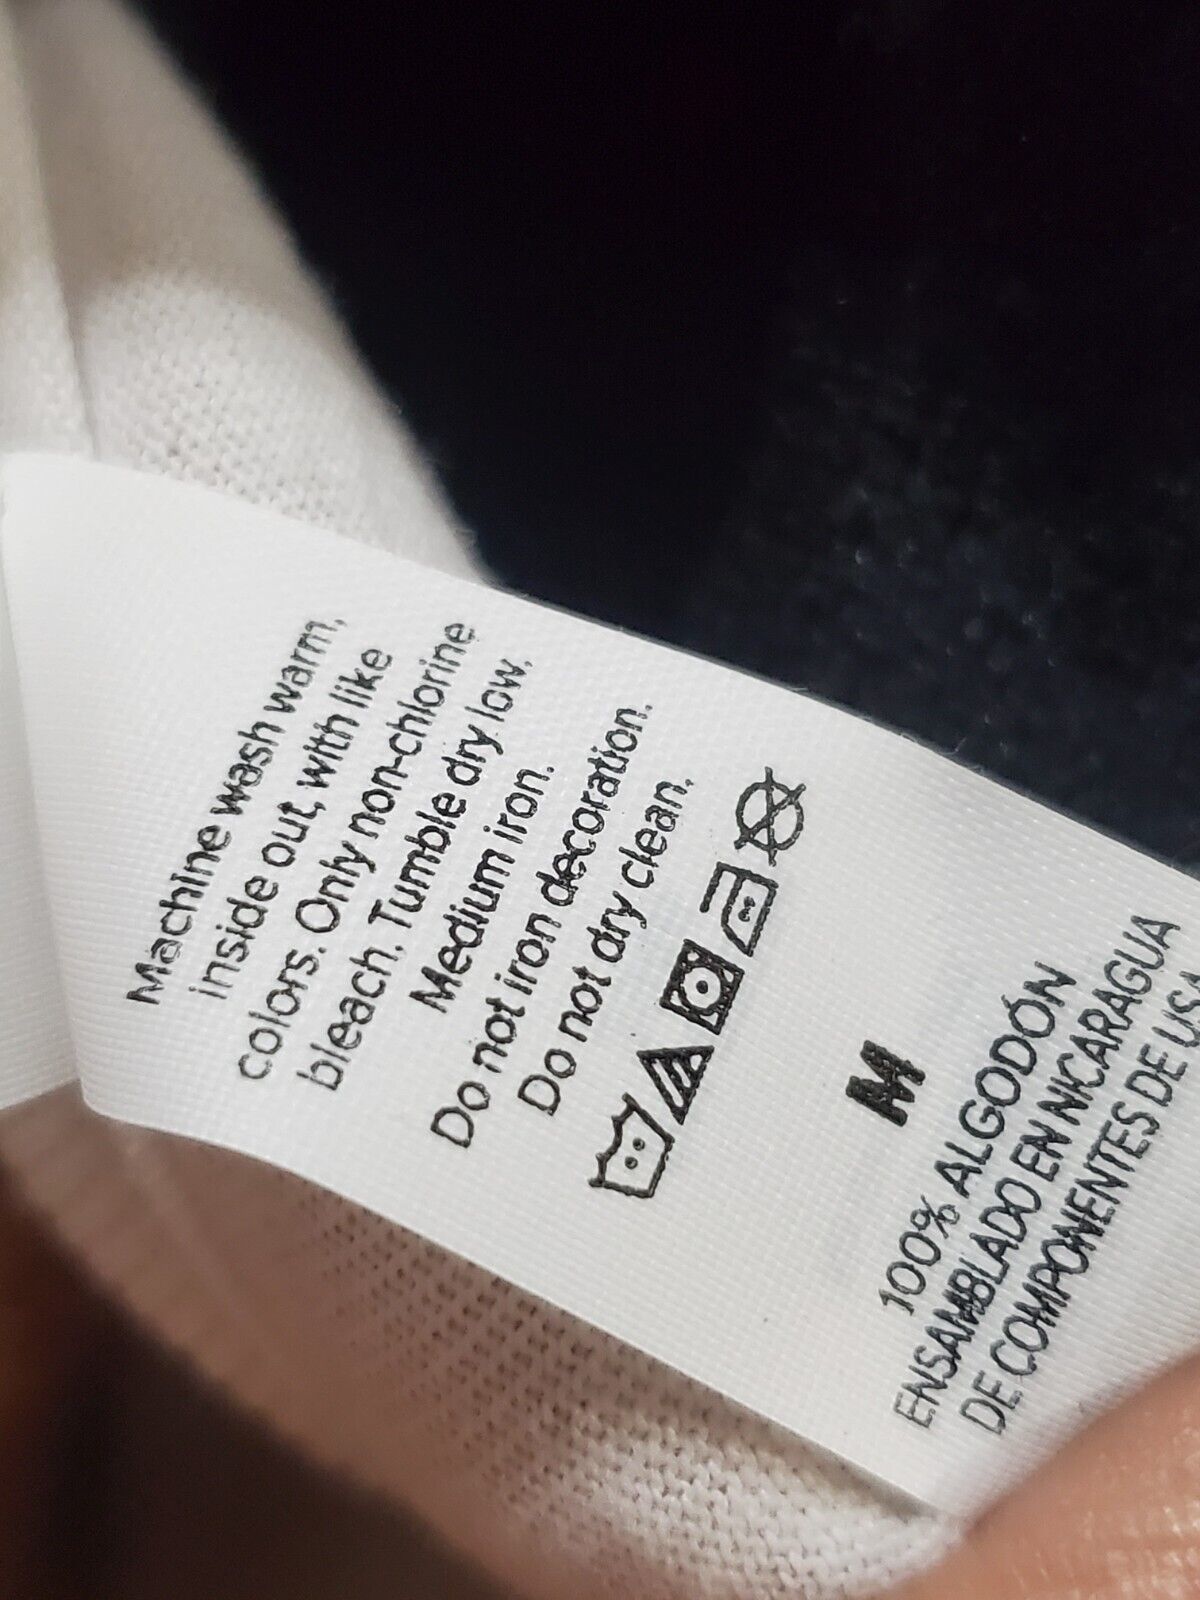 Machine wash warm,
inside out, with like
colors. Only non-chlorine
bleach. Tumble dry low.
Medium iron.
Do not iron decoration.
Do not dry clean.
M
100% ALGODÓN
ENSAMBLADO EN NICARAGUA
DE COMPONENTES DE USA